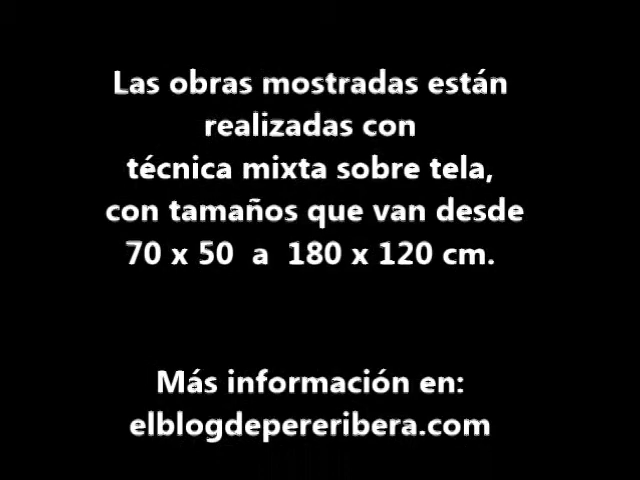 Las obras mostradas están
realizadas con
técnica mixta sobre tela,
con tamaños que van desde
70 x 50 a 180 x 120 cm.
Más información en:
elblogdepereribera.com